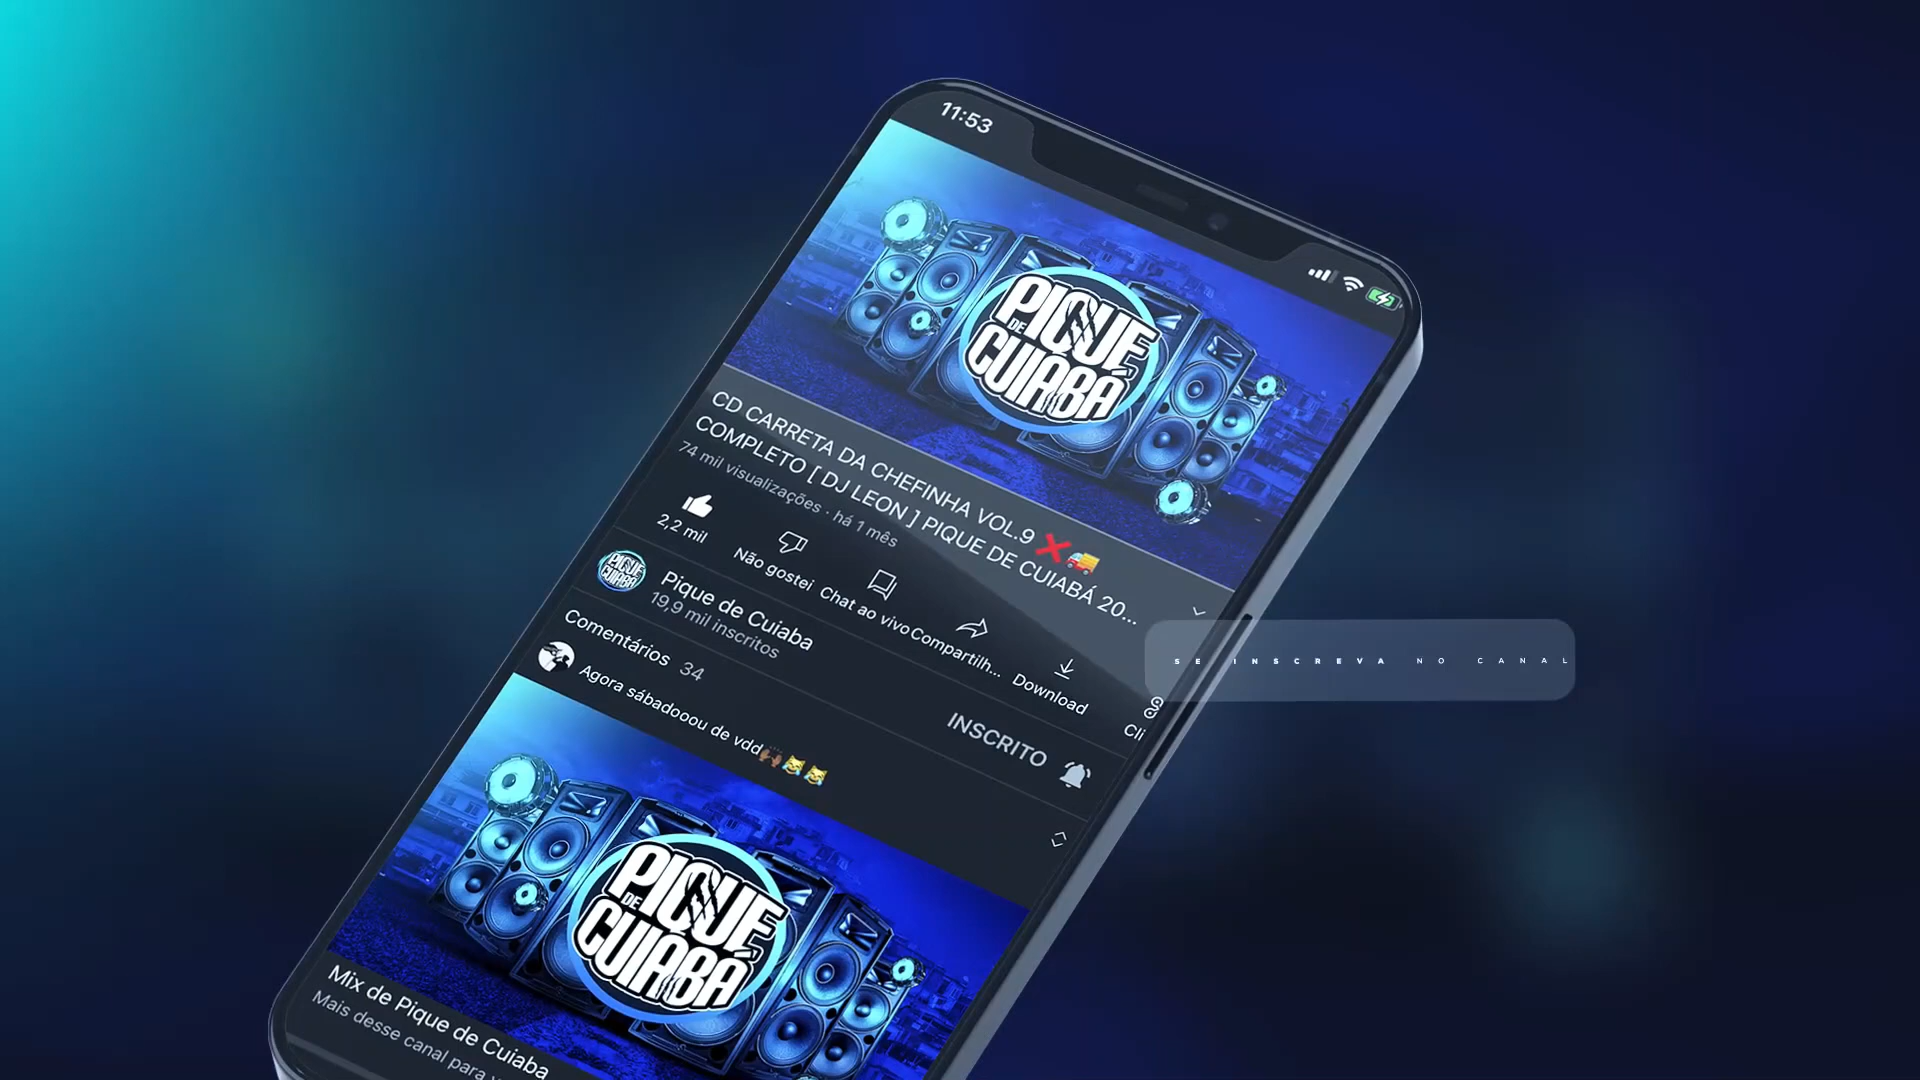 11:53
PIQUE
DE
CUIABÁ
CD CARRETA DA CHEFINHA VOL.9 ❌🚚
COMPLETO [ DJ LEON ] PIQUE DE CUIABÁ 20...
74 mil visualizações · há 1 mês
2,2 mil
Não gostei
Chat ao vivo
Compartilh...
Download
Cli
PIQUE
CUIABÁ
Pique de Cuiaba
19,9 mil inscritos
INSCRITO
SE INSCREVA NO CANAL
Comentários 34
Agora sábadooou de vdd🙌🏾😹😹
PIQUE
DE
CUIABÁ
Mix de Pique de Cuiaba
Mais desse canal para